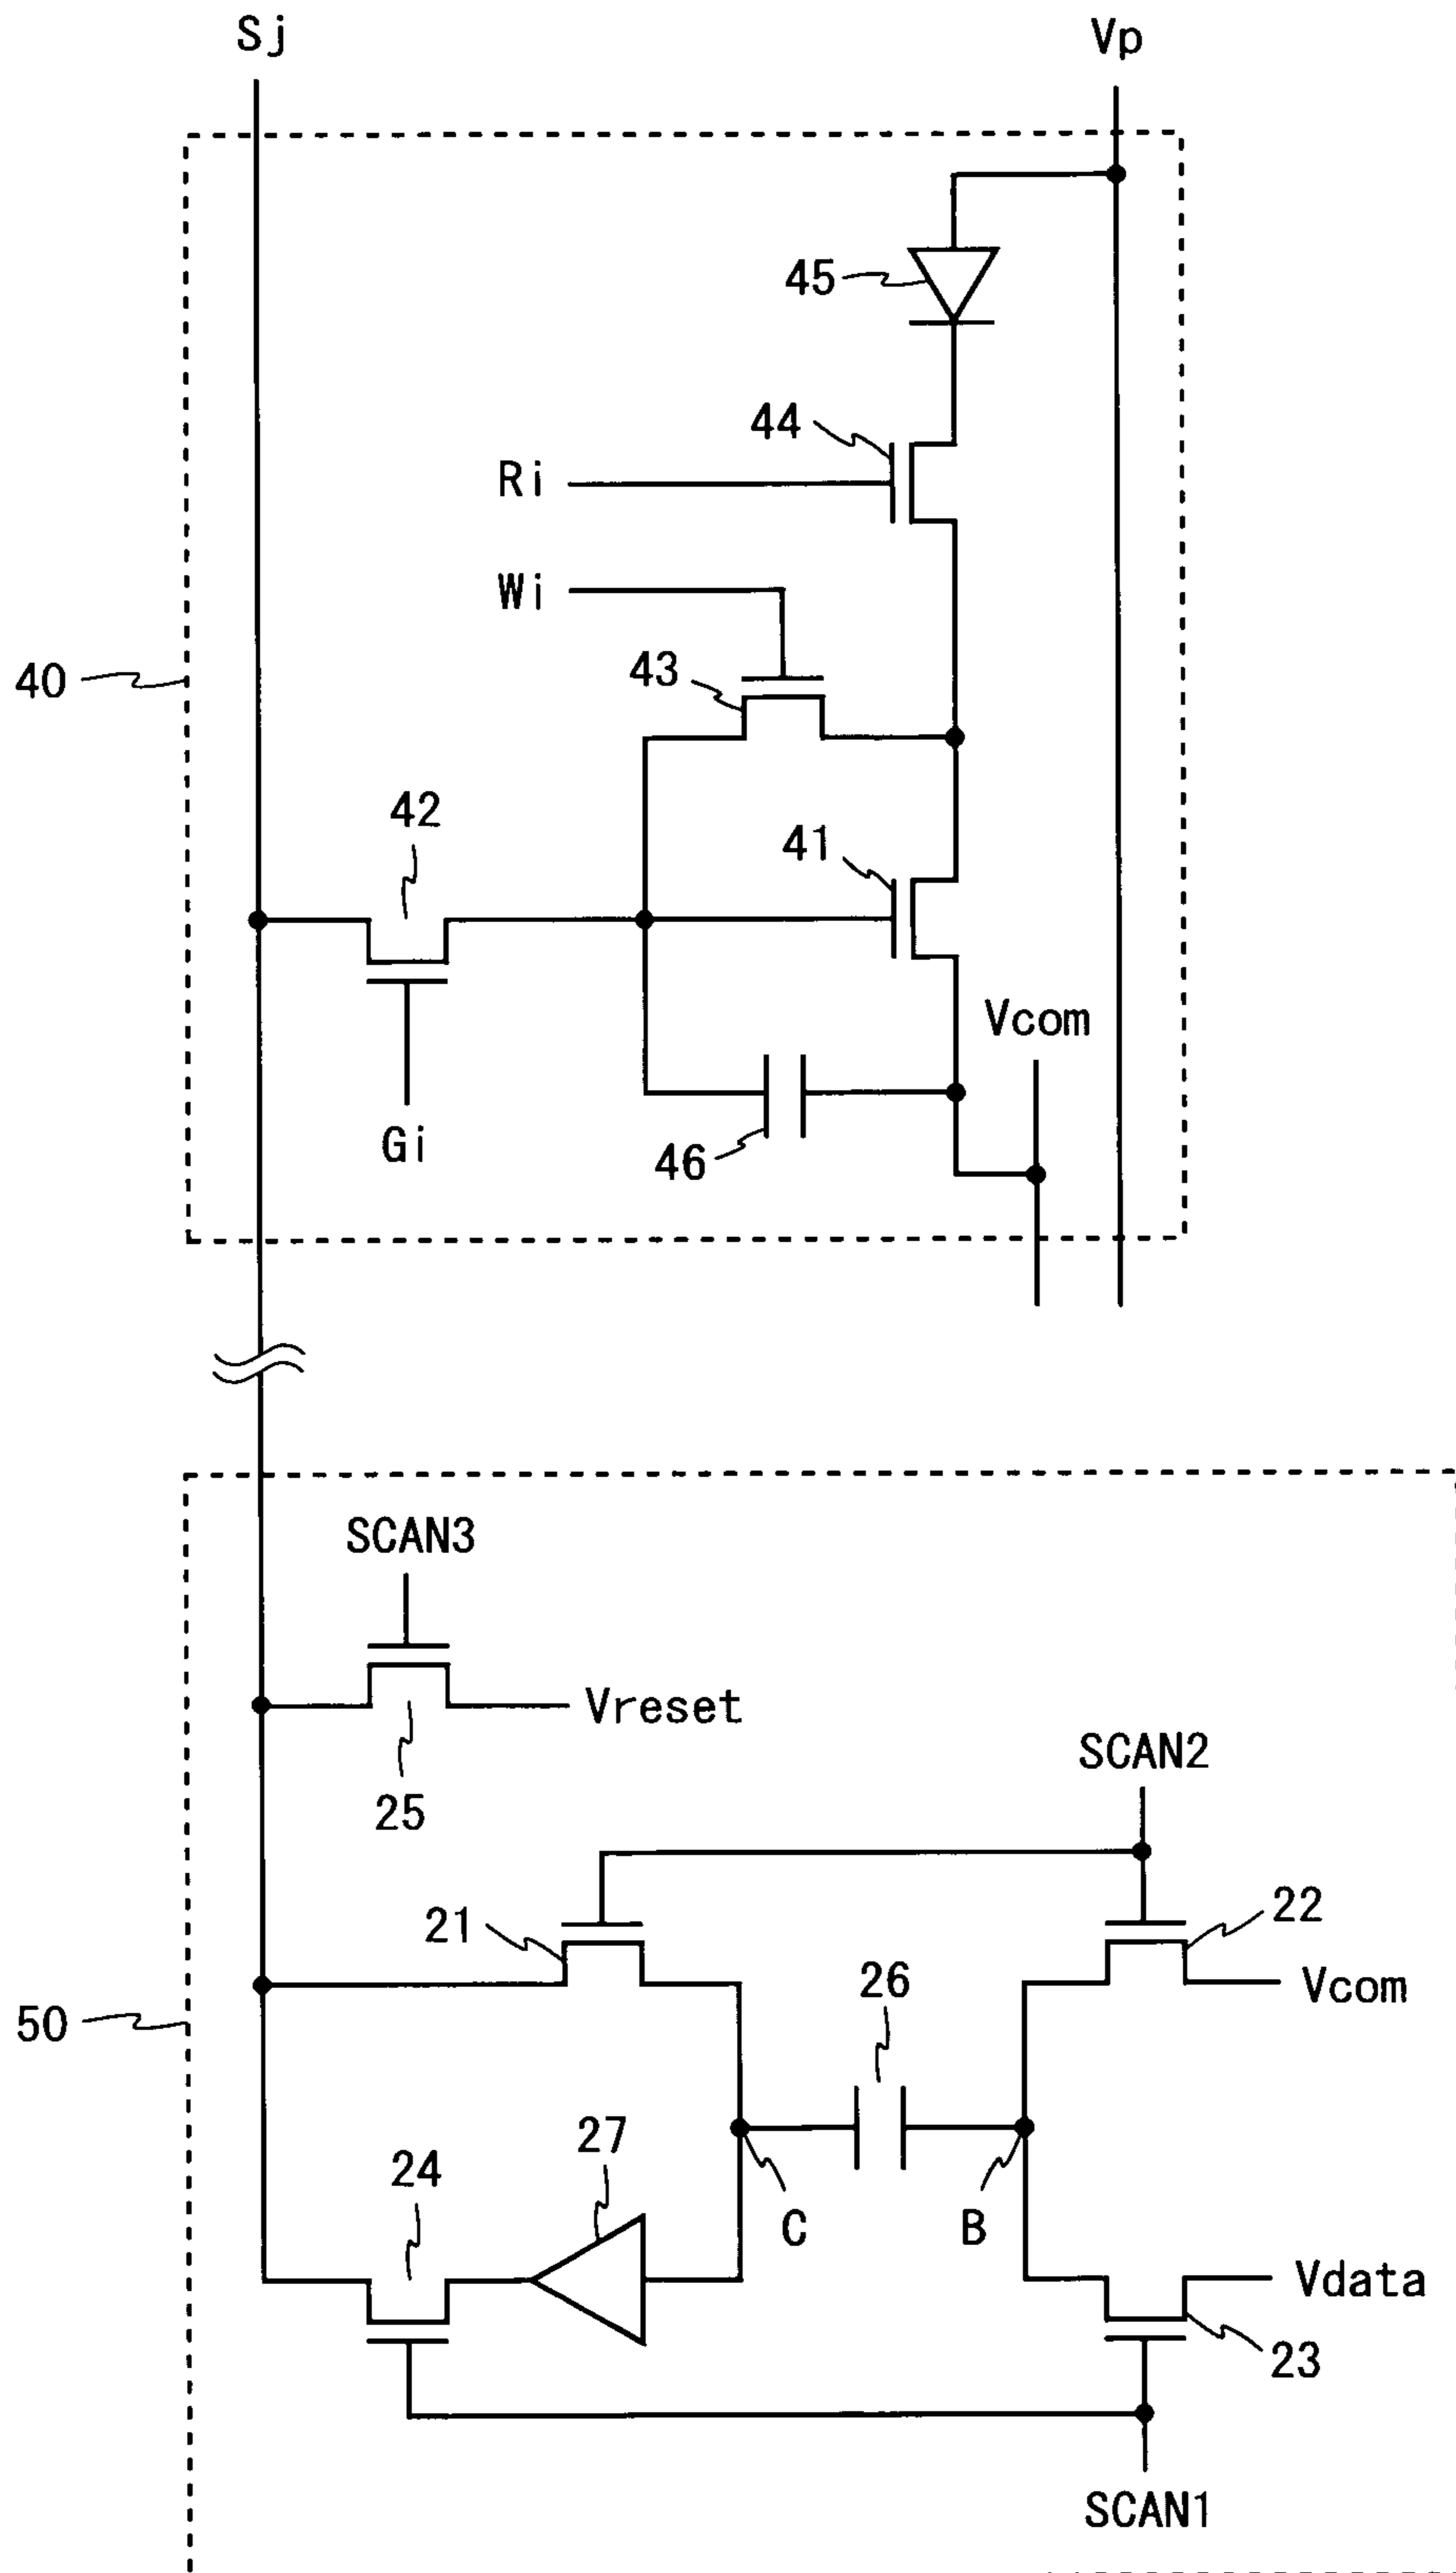 Sj
Vp
45
44
Ri
Wi
43
40
42
41
Vcom
Gi
46
SCAN3
Vreset
25
SCAN2
21
22
26
Vcom
50
27
24
C
B
Vdata
23
SCAN1